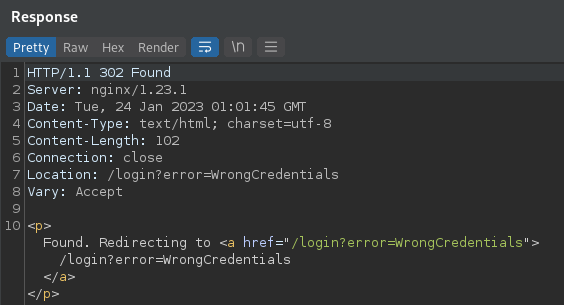 Response
Pretty Raw Hex Render \n
1 HTTP/1.1 302 Found
2 Server: nginx/1.23.1
3 Date: Tue, 24 Jan 2023 01:01:45 GMT
4 Content-Type: text/html; charset=utf-8
5 Content-Length: 102
6 Connection: close
7 Location: /login?error=WrongCredentials
8 Vary: Accept
9
10 <p>
Found. Redirecting to <a href="/login?error=WrongCredentials">
/login?error=WrongCredentials
</a>
</p>